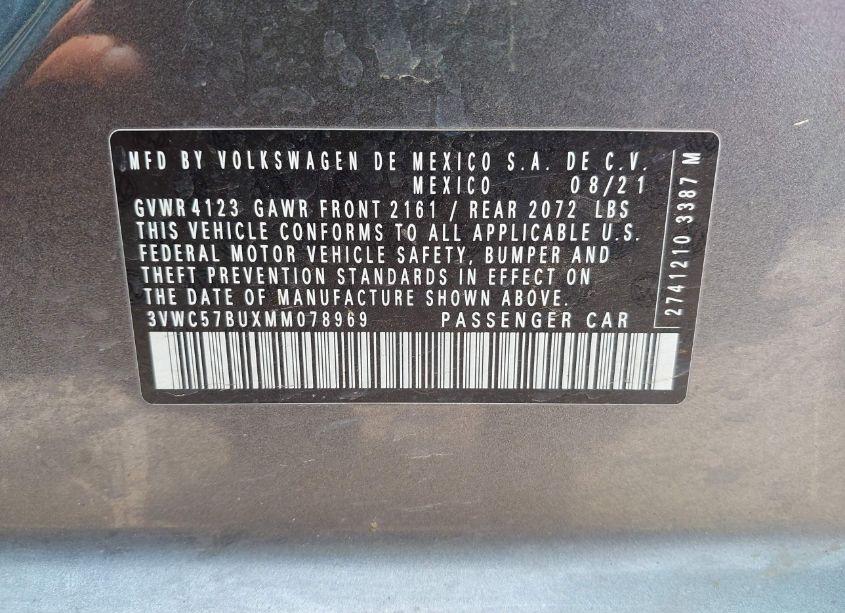 MFD BY VOLKSWAGEN DE MEXICO S.A. DE C.V.
MEXICO 08/21
GVWR4123 GAWR FRONT 2161 / REAR 2072 LBS
THIS VEHICLE CONFORMS TO ALL APPLICABLE U.S.
FEDERAL MOTOR VEHICLE SAFETY, BUMPER AND
THEFT PREVENTION STANDARDS IN EFFECT ON
THE DATE OF MANUFACTURE SHOWN ABOVE.
3VWC57BUXMM078969 PASSENGER CAR
2741210 3387 M